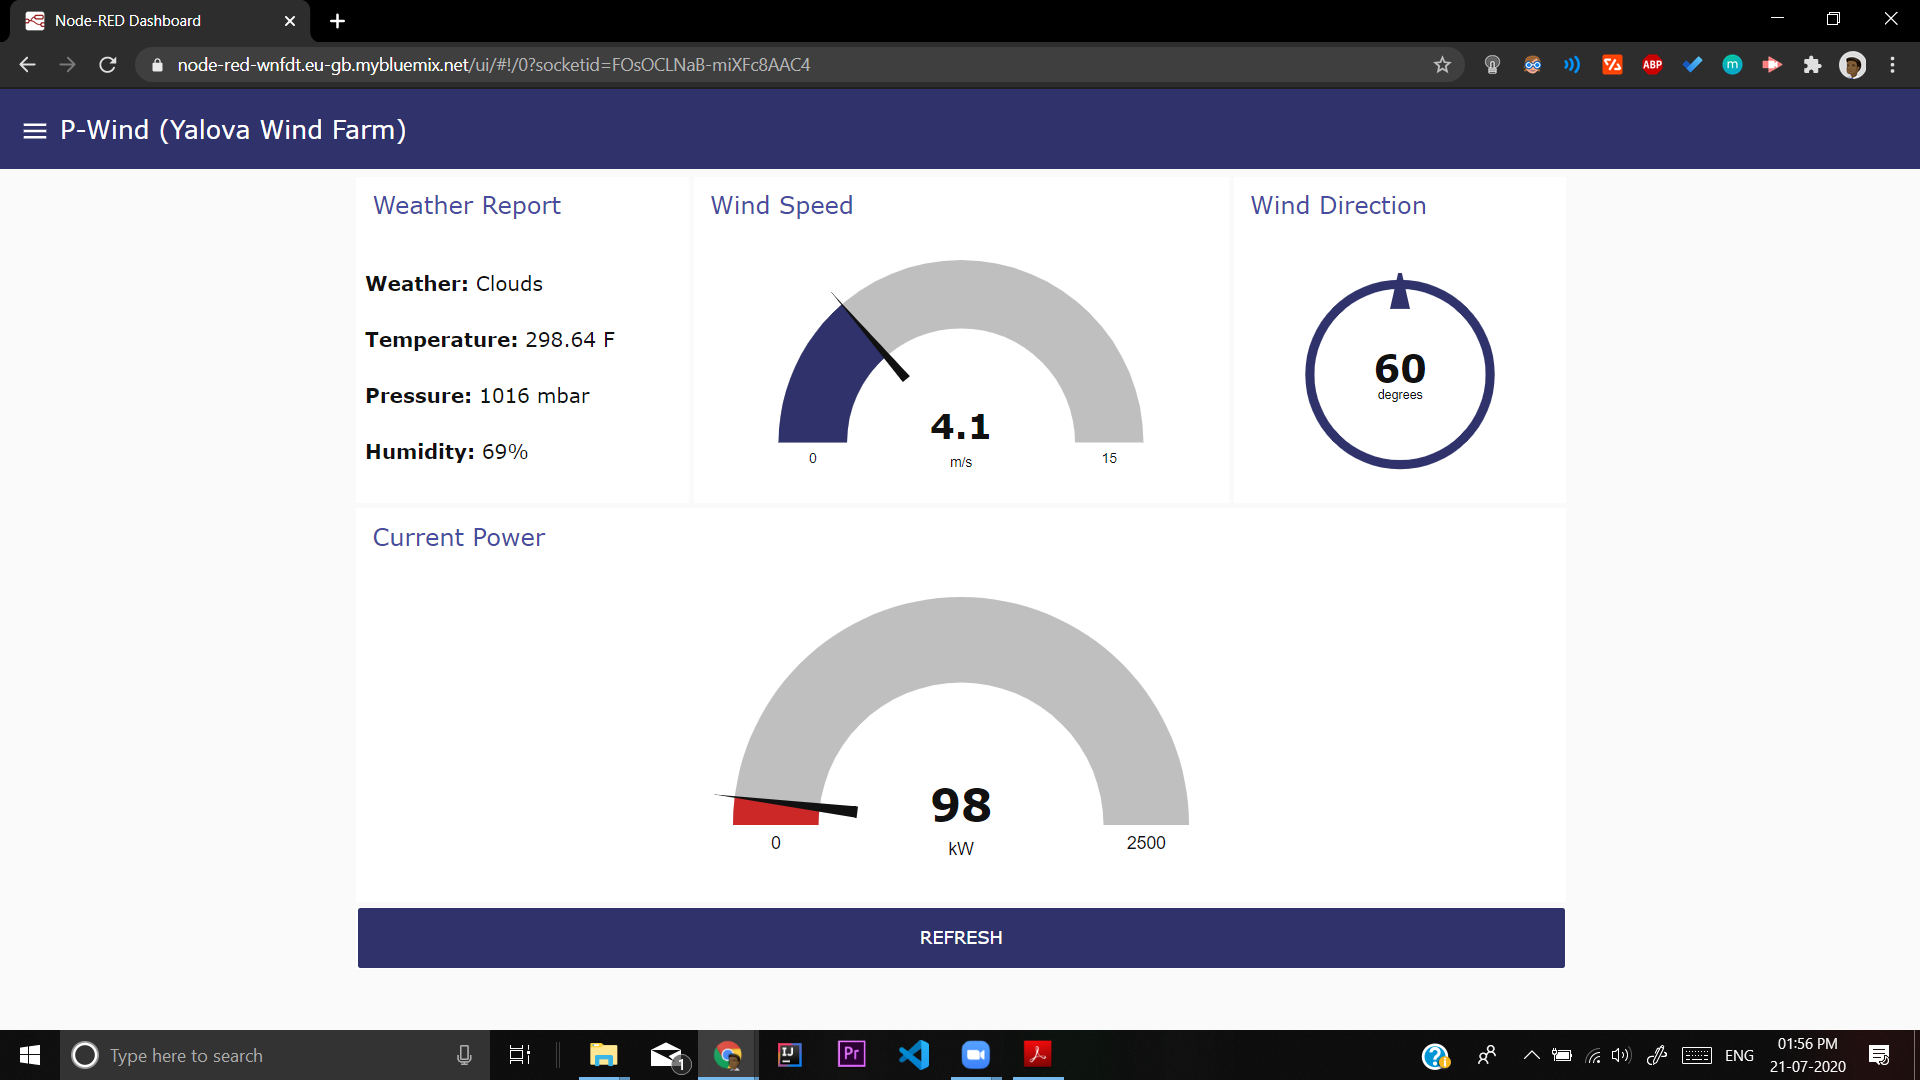 Node-RED Dashboard
node-red-wnfdt.eu-gb.mybluemix.net/ui/#!/0?socketid=FOsOCLNaB-miXFc8AAC4
ABP
m
P-Wind (Yalova Wind Farm)
Weather Report
Weather: Clouds
Temperature: 298.64 F
Pressure: 1016 mbar
Humidity: 69%
Wind Speed
4.1
0
m/s
15
Wind Direction
60
degrees
Current Power
98
0
kW
2500
REFRESH
Type here to search
1
IJ
Pr
ENG
01:56 PM
21-07-2020